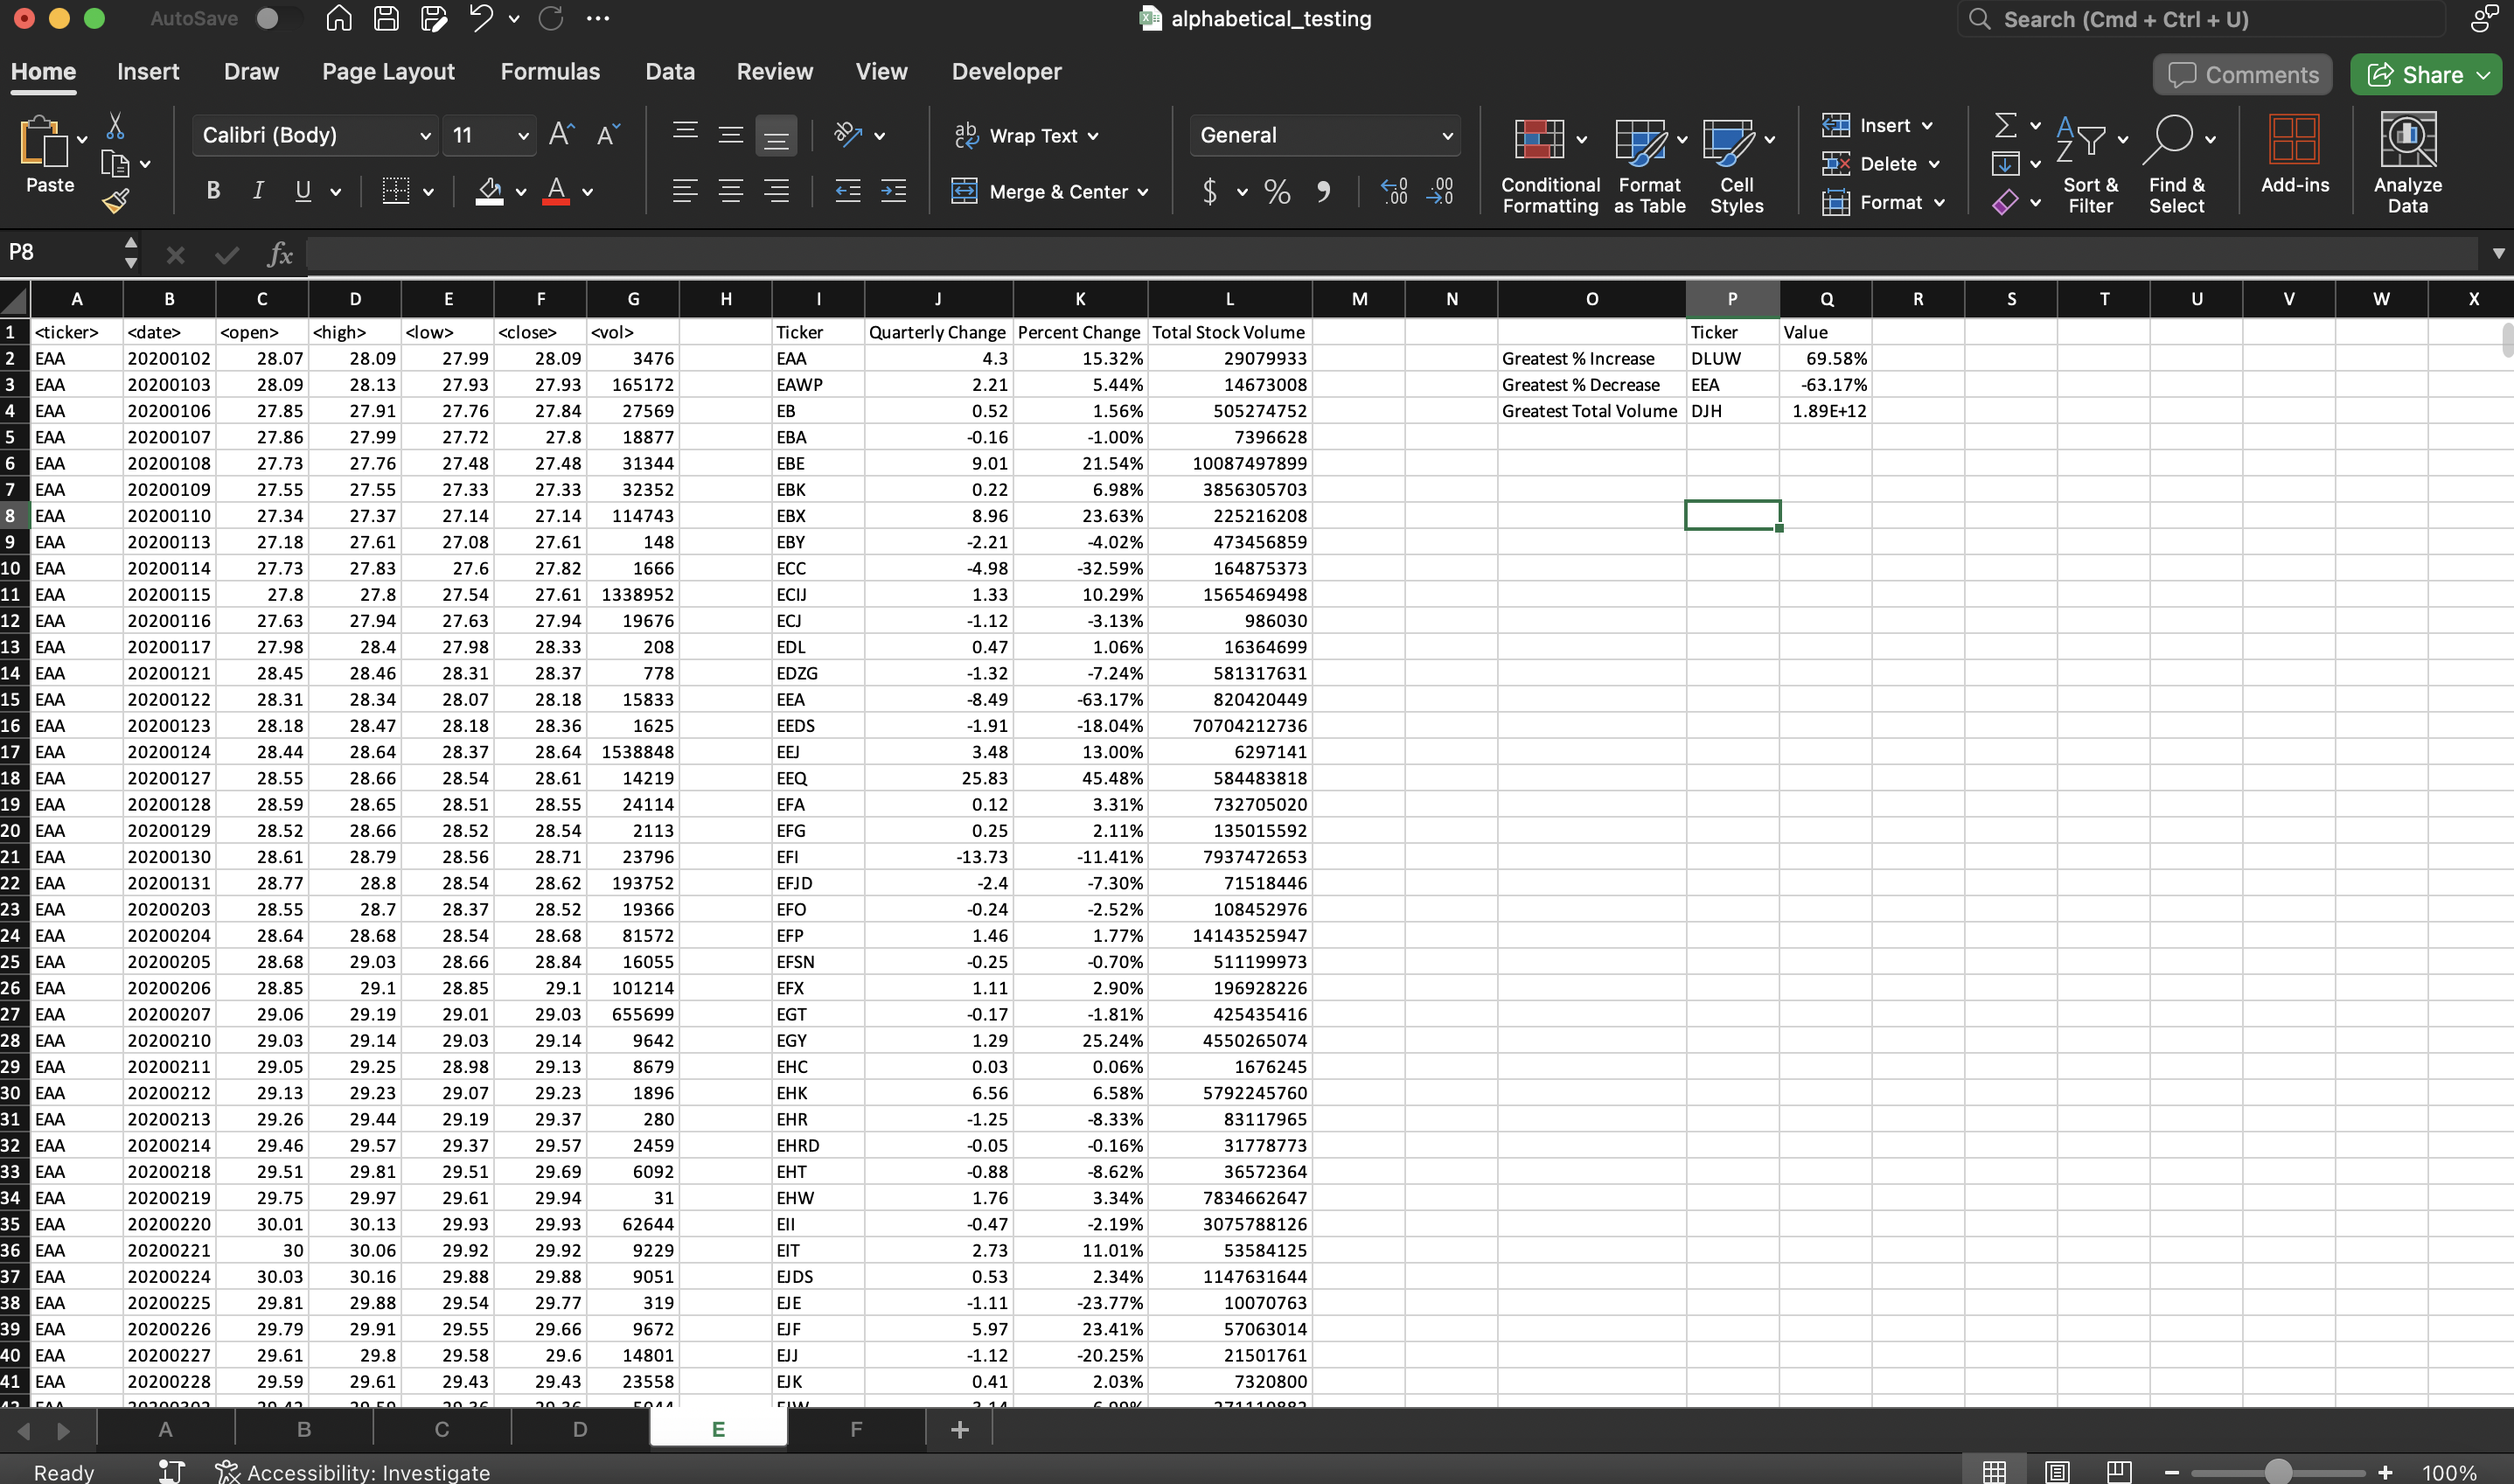 AutoSave alphabetical_testing Search (Cmd + Ctrl + U)
Home Insert Draw Page Layout Formulas Data Review View Developer Comments Share
Paste Calibri (Body) 11 Wrap Text General Conditional Formatting Format as Table Cell Styles Insert Sort & Filter Find & Select Add-ins Analyze Data
B I U Merge & Center $ % Delete
Format
P8 fx
A B C D E F G H I J K L M N O P Q R S T U V W X
1 <ticker> <date> <open> <high> <low> <close> <vol> Ticker Quarterly Change Percent Change Total Stock Volume Ticker Value
2 EAA 20200102 28.07 28.09 27.99 28.09 3476 EAA 4.3 15.32% 29079933 Greatest % Increase DLUW 69.58%
3 EAA 20200103 28.09 28.13 27.93 27.93 165172 EAWP 2.21 5.44% 14673008 Greatest % Decrease EEA -63.17%
4 EAA 20200106 27.85 27.91 27.76 27.84 27569 EB 0.52 1.56% 505274752 Greatest Total Volume DJH 1.89E+12
5 EAA 20200107 27.86 27.99 27.72 27.8 18877 EBA -0.16 -1.00% 7396628
6 EAA 20200108 27.73 27.76 27.48 27.48 31344 EBE 9.01 21.54% 10087497899
7 EAA 20200109 27.55 27.55 27.33 27.33 32352 EBK 0.22 6.98% 3856305703
8 EAA 20200110 27.34 27.37 27.14 27.14 114743 EBX 8.96 23.63% 225216208
9 EAA 20200113 27.18 27.61 27.08 27.61 148 EBY -2.21 -4.02% 473456859
10 EAA 20200114 27.73 27.83 27.6 27.82 1666 ECC -4.98 -32.59% 164875373
11 EAA 20200115 27.8 27.8 27.54 27.61 1338952 ECIJ 1.33 10.29% 1565469498
12 EAA 20200116 27.63 27.94 27.63 27.94 19676 ECJ -1.12 -3.13% 986030
13 EAA 20200117 27.98 28.4 27.98 28.33 208 EDL 0.47 1.06% 16364699
14 EAA 20200121 28.45 28.46 28.31 28.37 778 EDZG -1.32 -7.24% 581317631
15 EAA 20200122 28.31 28.34 28.07 28.18 15833 EEA -8.49 -63.17% 820420449
16 EAA 20200123 28.18 28.47 28.18 28.36 1625 EEDS -1.91 -18.04% 70704212736
17 EAA 20200124 28.44 28.64 28.37 28.64 1538848 EEJ 3.48 13.00% 6297141
18 EAA 20200127 28.55 28.66 28.54 28.61 14219 EEQ 25.83 45.48% 584483818
19 EAA 20200128 28.59 28.65 28.51 28.55 24114 EFA 0.12 3.31% 732705020
20 EAA 20200129 28.52 28.66 28.52 28.54 2113 EFG 0.25 2.11% 135015592
21 EAA 20200130 28.61 28.79 28.56 28.71 23796 EFI -13.73 -11.41% 7937472653
22 EAA 20200131 28.77 28.8 28.54 28.62 193752 EFJD -2.4 -7.30% 71518446
23 EAA 20200203 28.55 28.7 28.37 28.52 19366 EFO -0.24 -2.52% 108452976
24 EAA 20200204 28.64 28.68 28.54 28.68 81572 EFP 1.46 1.77% 14143525947
25 EAA 20200205 28.68 29.03 28.66 28.84 16055 EFSN -0.25 -0.70% 511199973
26 EAA 20200206 28.85 29.1 28.85 29.1 101214 EFX 1.11 2.90% 196928226
27 EAA 20200207 29.06 29.19 29.01 29.03 655699 EGT -0.17 -1.81% 425435416
28 EAA 20200210 29.03 29.14 29.03 29.14 9642 EGY 1.29 25.24% 4550265074
29 EAA 20200211 29.05 29.25 28.98 29.13 8679 EHC 0.03 0.06% 1676245
30 EAA 20200212 29.13 29.23 29.07 29.23 1896 EHK 6.56 6.58% 5792245760
31 EAA 20200213 29.26 29.44 29.19 29.37 280 EHR -1.25 -8.33% 83117965
32 EAA 20200214 29.46 29.57 29.37 29.57 2459 EHRD -0.05 -0.16% 31778773
33 EAA 20200218 29.51 29.81 29.51 29.69 6092 EHT -0.88 -8.62% 36572364
34 EAA 20200219 29.75 29.97 29.61 29.94 31 EHW 1.76 3.34% 7834662647
35 EAA 20200220 30.01 30.13 29.93 29.93 62644 EII -0.47 -2.19% 3075788126
36 EAA 20200221 30 30.06 29.92 29.92 9229 EIT 2.73 11.01% 53584125
37 EAA 20200224 30.03 30.16 29.88 29.88 9051 EJDS 0.53 2.34% 1147631644
38 EAA 20200225 29.81 29.88 29.54 29.77 319 EJE -1.11 -23.77% 10070763
39 EAA 20200226 29.79 29.91 29.55 29.66 9672 EJF 5.97 23.41% 57063014
40 EAA 20200227 29.61 29.8 29.58 29.6 14801 EJJ -1.12 -20.25% 21501761
41 EAA 20200228 29.59 29.61 29.43 29.43 23558 EJK 0.41 2.03% 7320800
A B C D E F +
Ready Accessibility: Investigate 100%